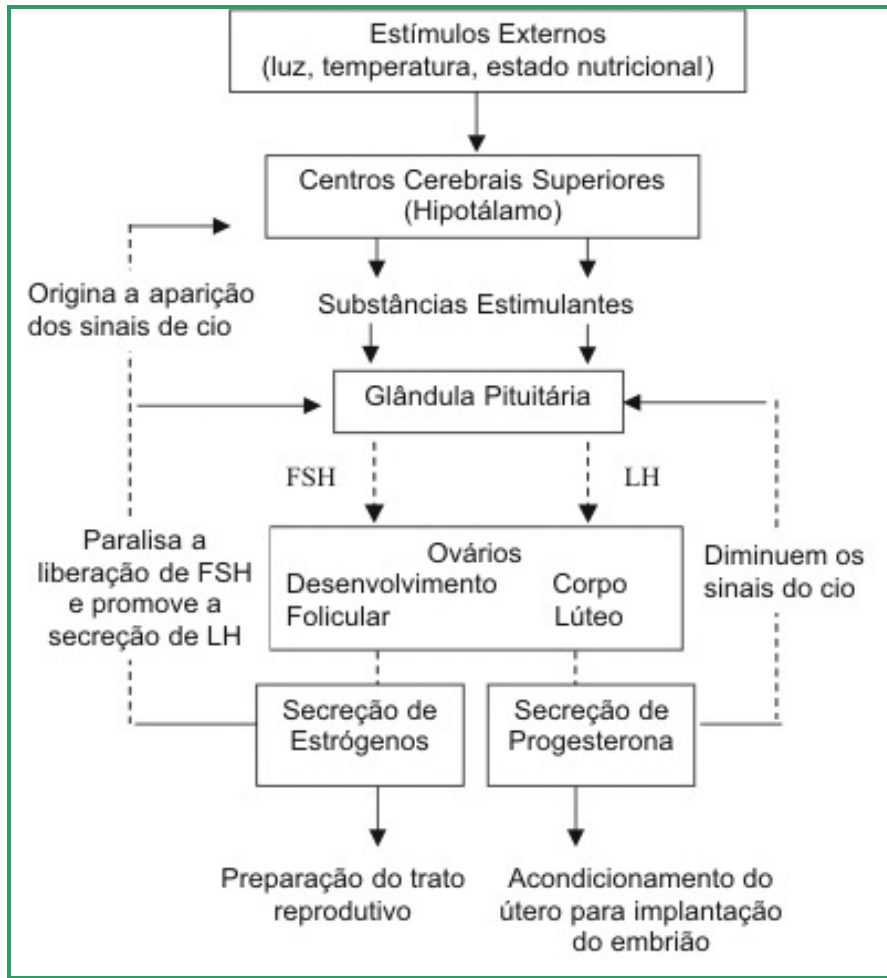 Estímulos Externos
(luz, temperatura, estado nutricional)
Centros Cerebrais Superiores
(Hipotálamo)
Origina a aparição
dos sinais de cio
Substâncias Estimulantes
Glândula Pituitária
FSH
LH
Paralisa a
liberação de FSH
e promove a
secreção de LH
Ovários
Desenvolvimento
Folicular
Corpo
Lúteo
Diminuem os
sinais do cio
Secreção de
Estrógenos
Secreção de
Progesterona
Preparação do trato
reprodutivo
Acondicionamento do
útero para implantação
do embrião